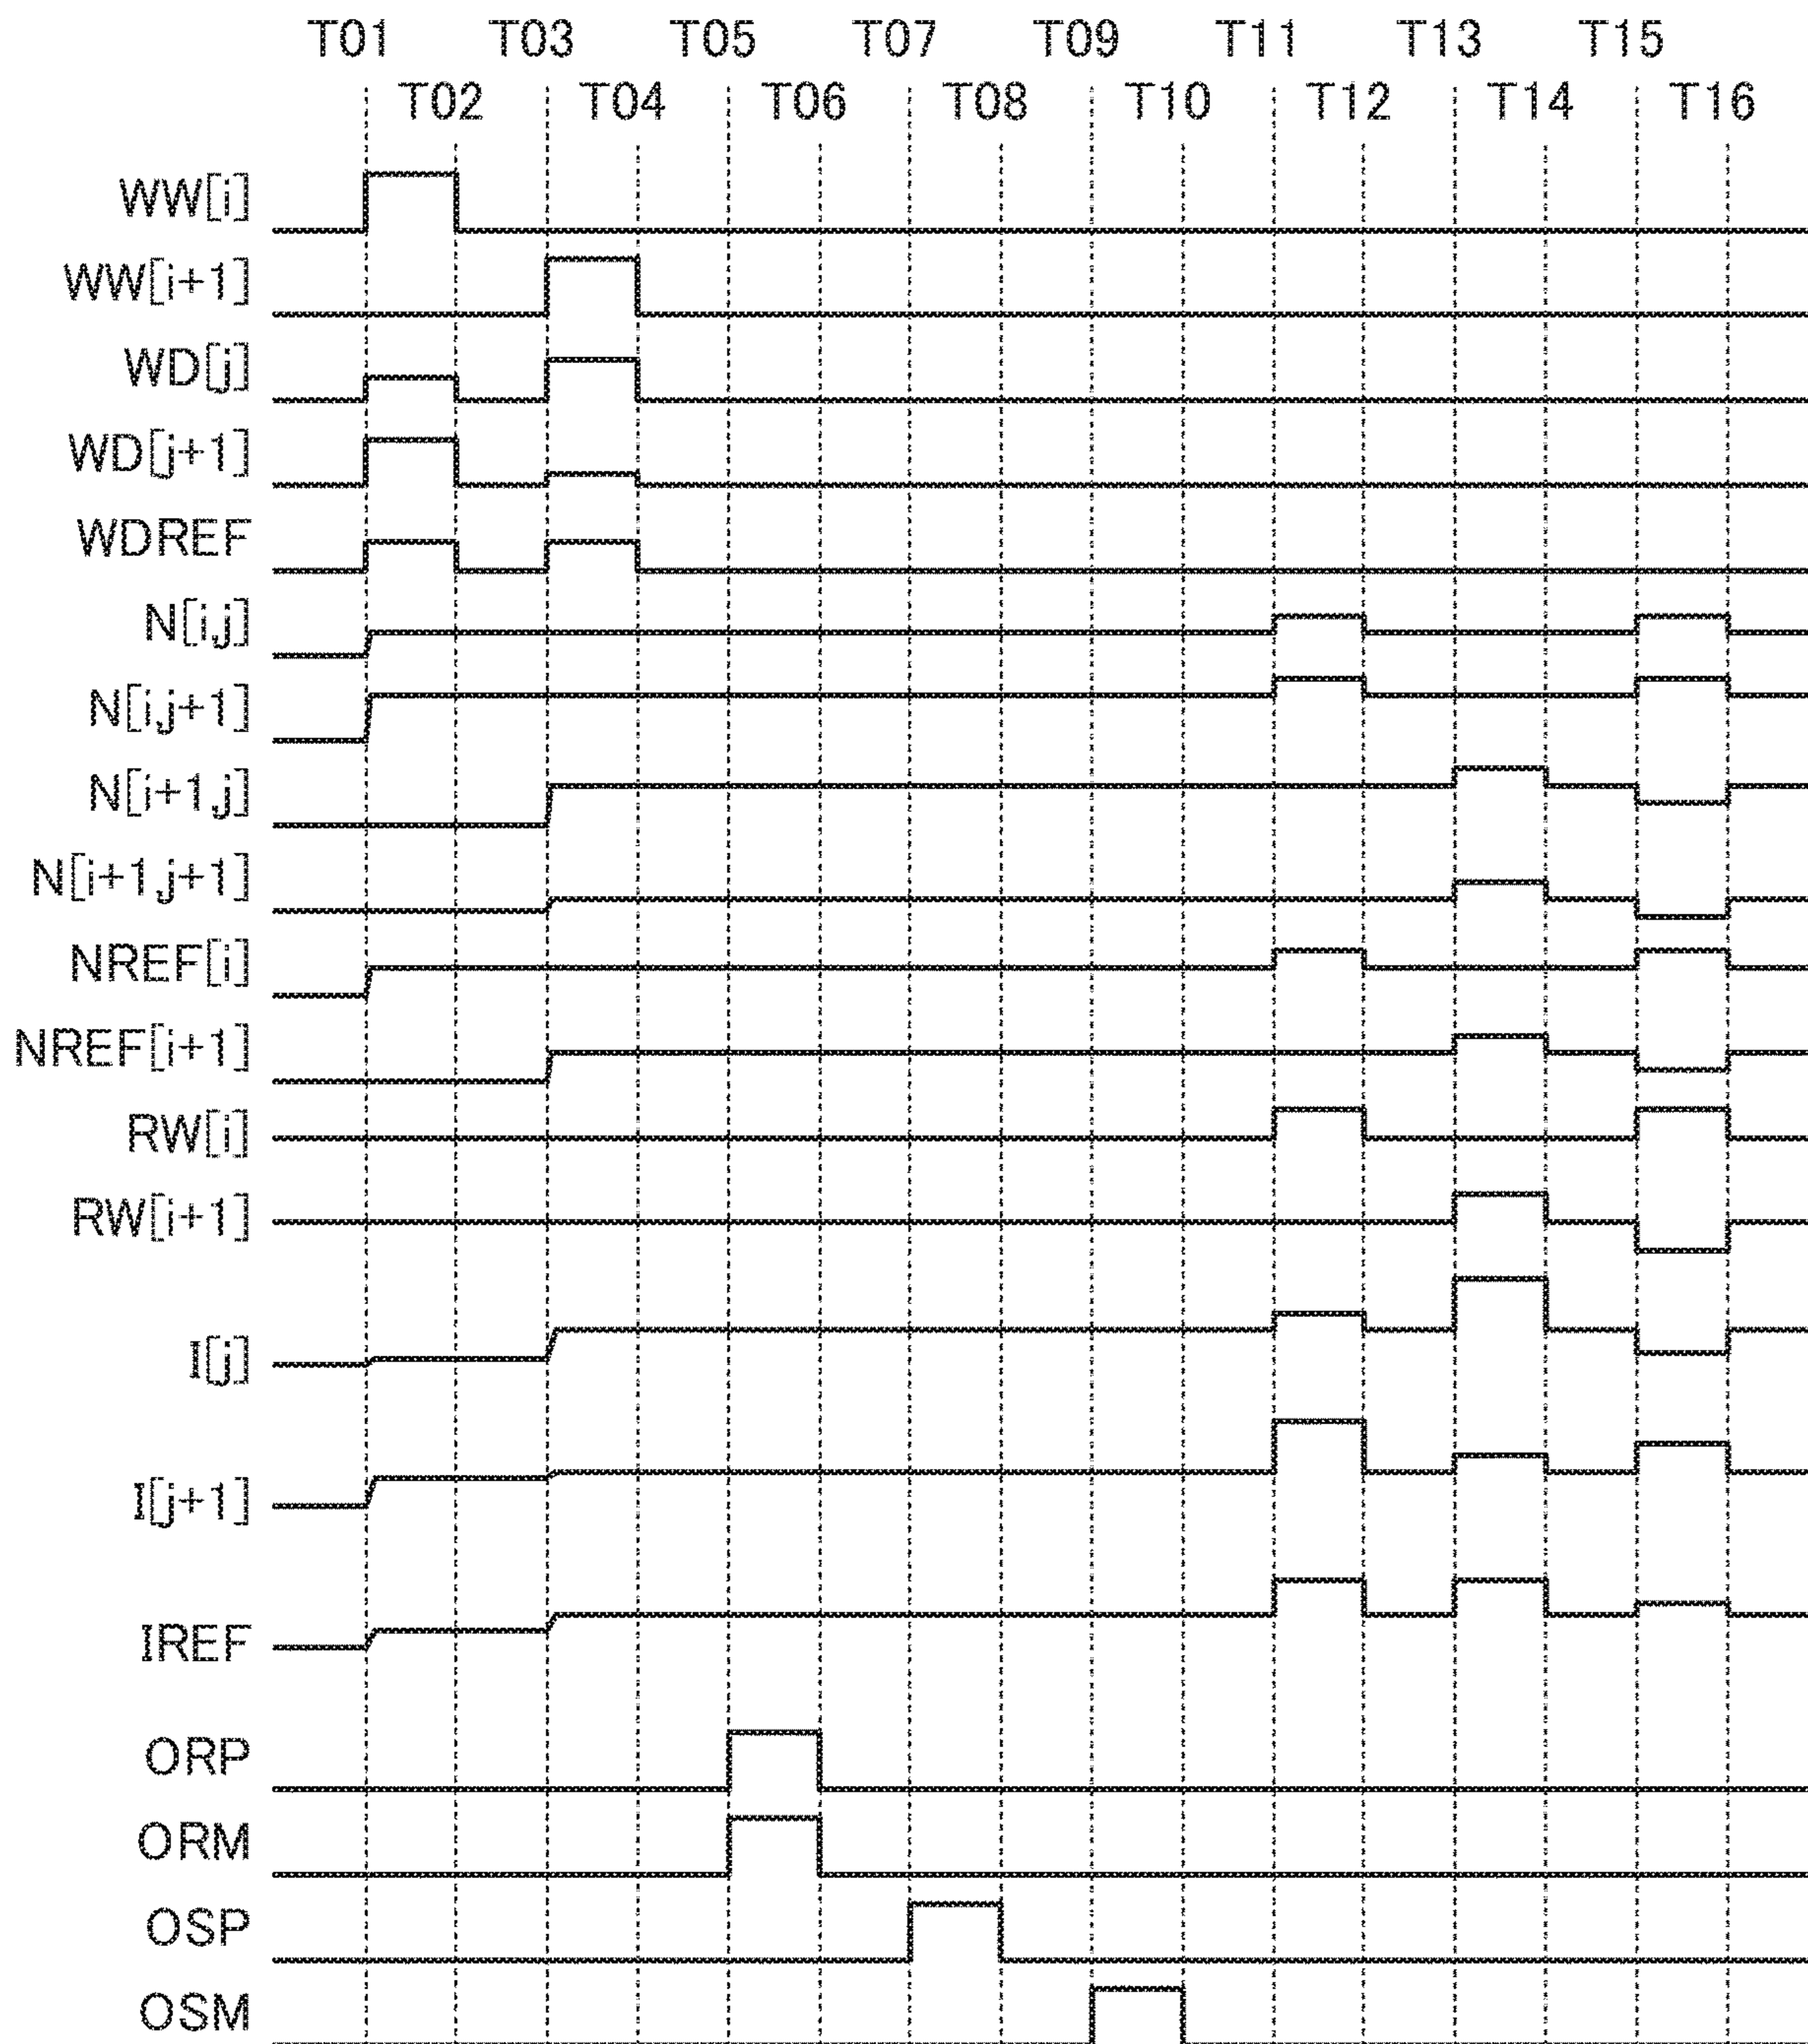 T01 T03 T05 T07 T09 T11 T13 T15
T02 T04 T06 T08 T10 T12 T14 T16
WW[i]
WW[i+1]
WD[j]
WD[j+1]
WDREF
N[i,j]
N[i,j+1]
N[i+1,j]
N[i+1,j+1]
NREF[i]
NREF[i+1]
RW[i]
RW[i+1]
I[j]
I[j+1]
IREF
ORP
ORM
OSP
OSM